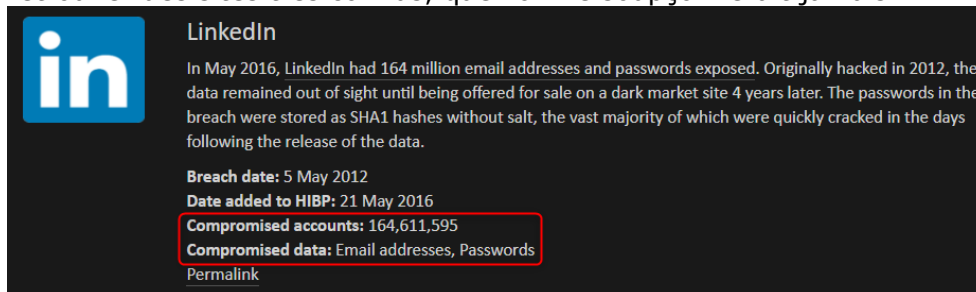 LinkedIn
In May 2016, LinkedIn had 164 million email addresses and passwords exposed. Originally hacked in 2012, the
data remained out of sight until being offered for sale on a dark market site 4 years later. The passwords in the
breach were stored as SHA1 hashes without salt, the vast majority of which were quickly cracked in the days
following the release of the data.
Breach date: 5 May 2012
Date added to HIBP: 21 May 2016
Compromised accounts: 164,611,595
Compromised data: Email addresses, Passwords
Permalink
in